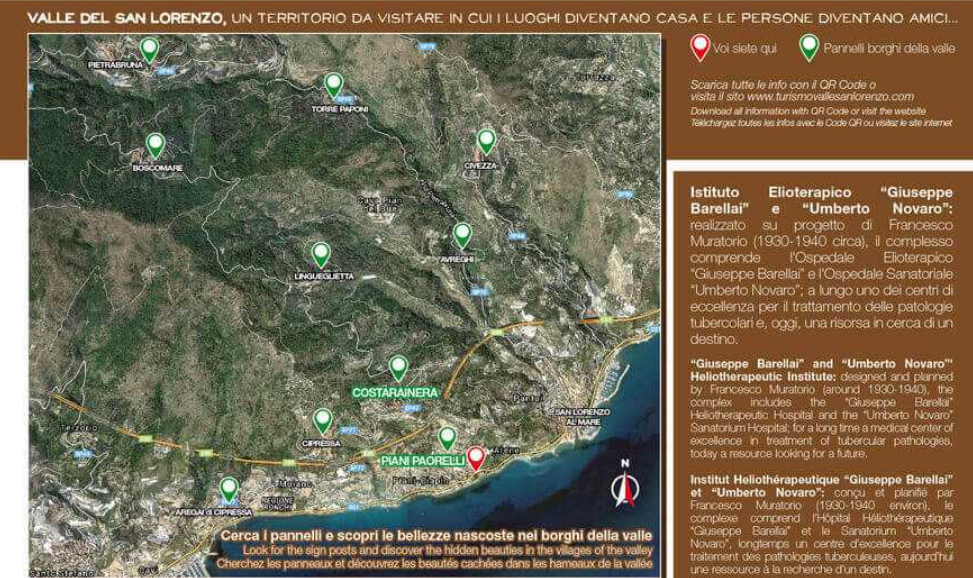 VALLE DEL SAN LORENZO, UN TERRITORIO DA VISITARE IN CUI I LUOGHI DIVENTANO CASA E LE PERSONE DIVENTANO AMICI...
Voi siete qui
Pannelli borghi della valle
Scarica tutte le info con il QR Code o
visita il sito www.turismovallesanlorenzo.com
Download all information with QR Code or visit the website
Téléchargez toutes les infos avec le Code QR ou visitez le site internet
PIETRABRUNA
TORRE PAPONI
BOSCOMARE
CIVEZZA
AVREGHI
LINGUEGLIETTA
COSTARAINERA
Pantai
SAN LORENZO
AL MARE
Terzorio
CIPRESSA
PIANI PAORELLI
Aliene
Piani-Ciapin
AREGAI di CIPRESSA
N
Santo Stefano
Cerca i pannelli e scopri le bellezze nascoste nei borghi della valle
Look for the sign posts and discover the hidden beauties in the villages of the valley
Cherchez les panneaux et découvrez les beautés cachées dans les hameaux de la vallée
Istituto Elioterapico “Giuseppe
Barellai” e “Umberto Novaro”:
realizzato su progetto di Francesco
Muratorio (1930-1940 circa), il complesso
comprende l'Ospedale Elioterapico
“Giuseppe Barellai” e l'Ospedale Sanatoriale
“Umberto Novaro”; a lungo uno dei centri di
eccellenza per il trattamento delle patologie
tubercolari e, oggi, una risorsa in cerca di un
destino.
“Giuseppe Barellai” and “Umberto Novaro”
Heliotherapeutic Institute: designed and planned
by Francesco Muratorio (around 1930-1940), the
complex includes the “Giuseppe Barellai”
Heliotherapeutic Hospital and the “Umberto Novaro”
Sanatorium Hospital; for a long time a medical center of
excellence in treatment of tubercular pathologies,
today a resource looking for a future.
Institut Heliothérapeutique “Giuseppe Barellai”
et “Umberto Novaro”: conçu et planifié par
Francesco Muratorio (1930-1940 environ), le
complexe comprend l'Hôpital Héliothérapeutique
“Giuseppe Barellai” et le Sanatorium “Umberto
Novaro”, longtemps un centre d'excellence pour le
traitement des pathologies tuberculeuses, aujourd'hui
une ressource à la recherche d'un destin.